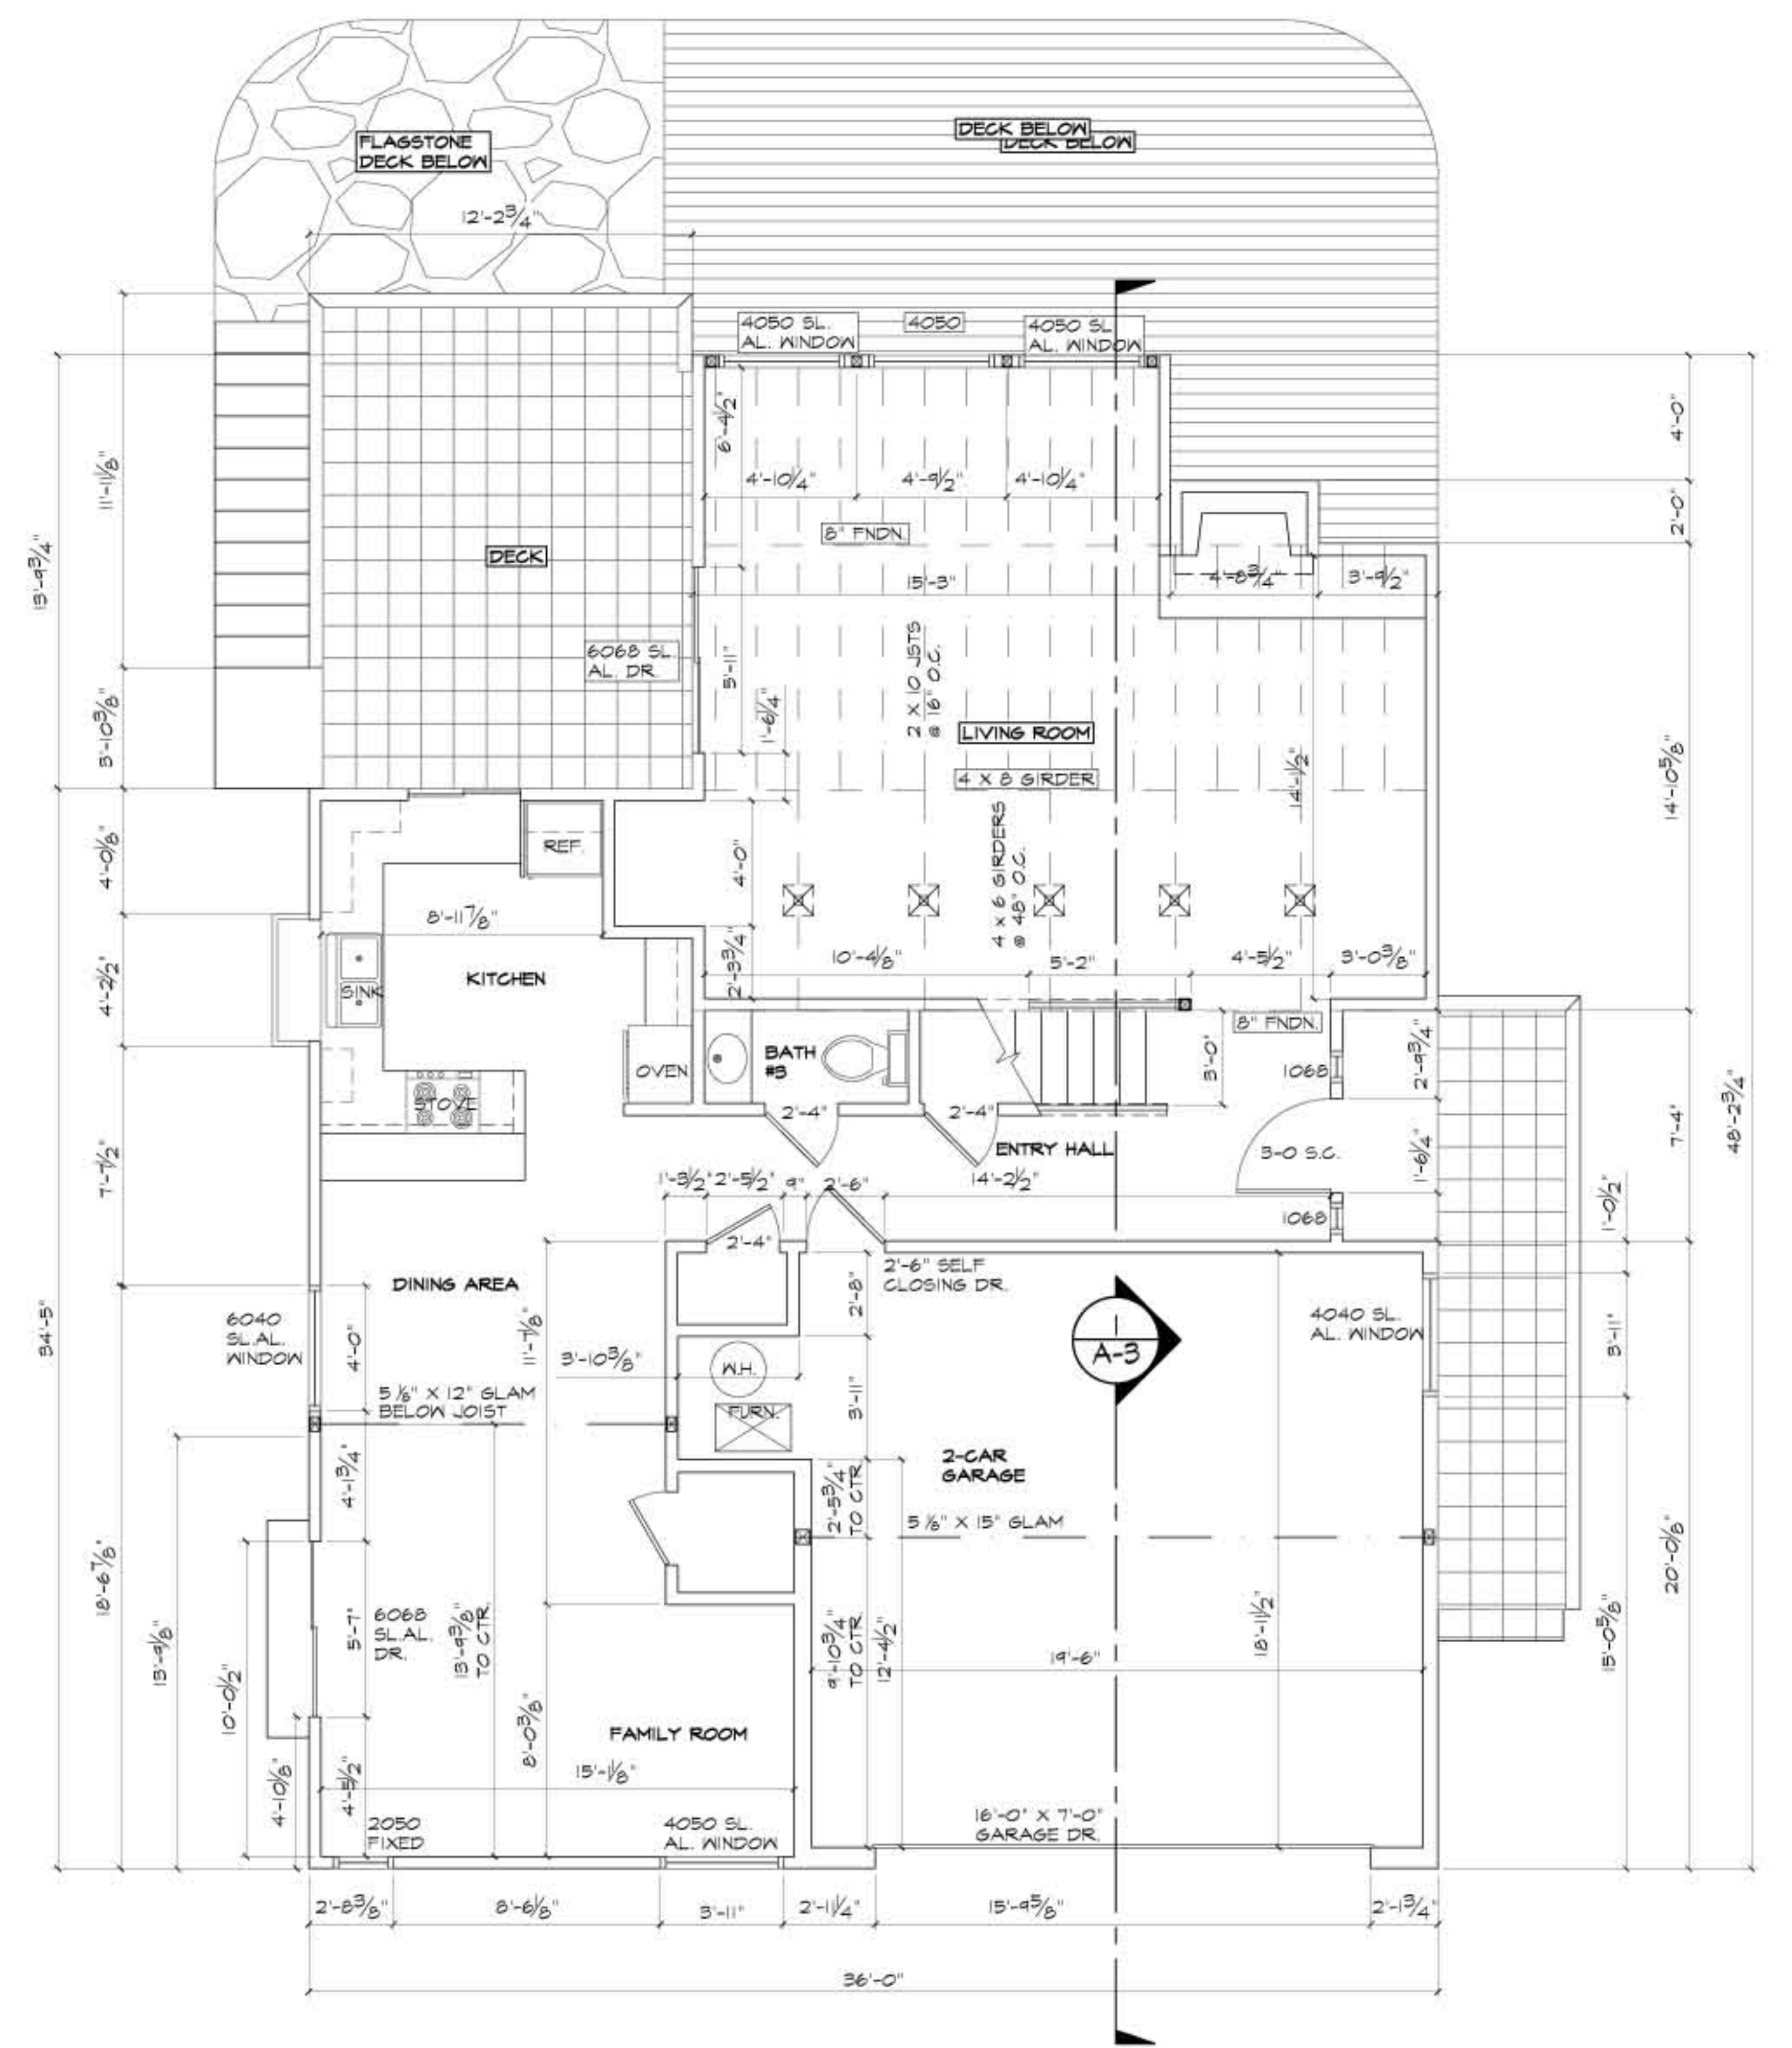 FLAGSTONE
DECK BELOW
DECK BELOW
DECK BELOW
12'-2 3/4"
4050 SL.
AL. WINDOW
4050
4050 SL.
AL. WINDOW
6'-4 1/2"
4'-10 1/4"
4'-9 1/2"
4'-10 1/4"
8" FNDN.
4'-0"
2'-0"
11'-1 1/8"
13'-9 3/4"
DECK
15'-3"
4'-8 3/4"
3'-9 1/2"
6068 SL.
AL. DR.
5'-11"
1'-6 1/4"
2 X 10 JSTS
@ 16" O.C.
LIVING ROOM
4 X 8 GIRDER
14'-1 1/2"
14'-10 5/8"
3'-10 3/8"
4'-0 1/8"
REF.
4'-0"
4 x 6 GIRDERS
@ 48" O.C.
8'-11 7/8"
KITCHEN
SINK
4'-2 1/2"
2'-3 3/4"
10'-4 1/8"
5'-2"
4'-5 1/2"
3'-0 3/8"
8" FNDN.
OVEN
BATH
#3
3'-0"
1068
2'-9 3/4"
STOVE
2'-4"
2'-4"
ENTRY HALL
3-0 S.C.
1'-6 1/4"
7'-4"
48'-2 3/4"
7'-7 1/2"
1'-3 1/2"
2'-5 1/2"
9"
2'-6"
14'-2 1/2"
1068
1'-0 1/2"
2'-4"
2'-6" SELF
CLOSING DR.
DINING AREA
6040
SL.AL.
WINDOW
34'-5"
4'-0"
11'-7 1/8"
3'-10 3/8"
2'-8"
W.H.
FURN.
3'-11"
A-3
4040 SL.
AL. WINDOW
3'-11"
5 1/8" X 12" GLAM
BELOW JOIST
4'-1 3/4"
2-CAR
GARAGE
2'-5 3/4"
TO CTR.
5 1/8" X 15" GLAM
18'-6 7/8"
13'-9 1/8"
10'-0 1/2"
5'-7"
6068
SL.AL.
DR.
13'-9 3/8"
TO CTR.
9'-10 3/4"
TO CTR.
12'-4 1/2"
18'-11 1/2"
19'-6"
20'-0 1/8"
15'-0 5/8"
8'-0 3/8"
FAMILY ROOM
15'-1 1/8"
4'-10 1/8"
4'-5 1/2"
2050
FIXED
4050 SL.
AL. WINDOW
16'-0" X 7'-0"
GARAGE DR.
2'-8 3/8"
8'-6 1/8"
3'-11"
2'-11 1/4"
15'-9 5/8"
2'-1 3/4"
36'-0"